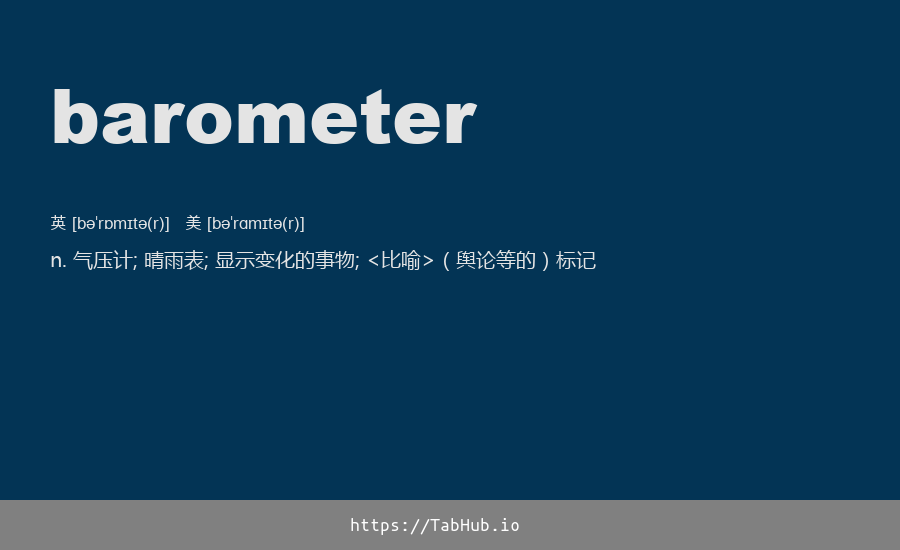 barometer
英 [bəˈrɒmɪtə(r)] 美 [bəˈrɑmɪtə(r)]
n. 气压计; 晴雨表; 显示变化的事物; <比喻>（舆论等的）标记
https://TabHub.io